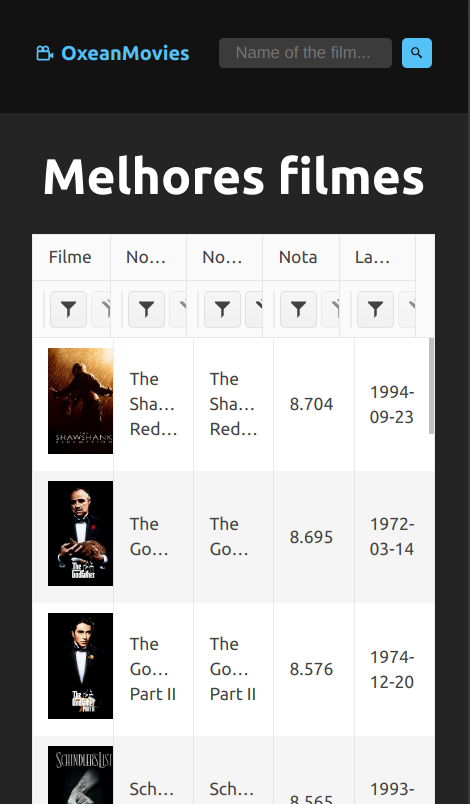 OxeanMovies
Name of the film...
Melhores filmes
Filme No... No... Nota La...
The Sha... Red...
The Sha... Red...
8.704
1994-09-23
THE SHAWSHANK REDEMPTION
The Go...
The Go...
8.695
1972-03-14
The Godfather
The Go... Part II
The Go... Part II
8.576
1974-12-20
The Godfather PART II
SCHINDLER'S LIST
Sch...
Sch...
8.565
1993-